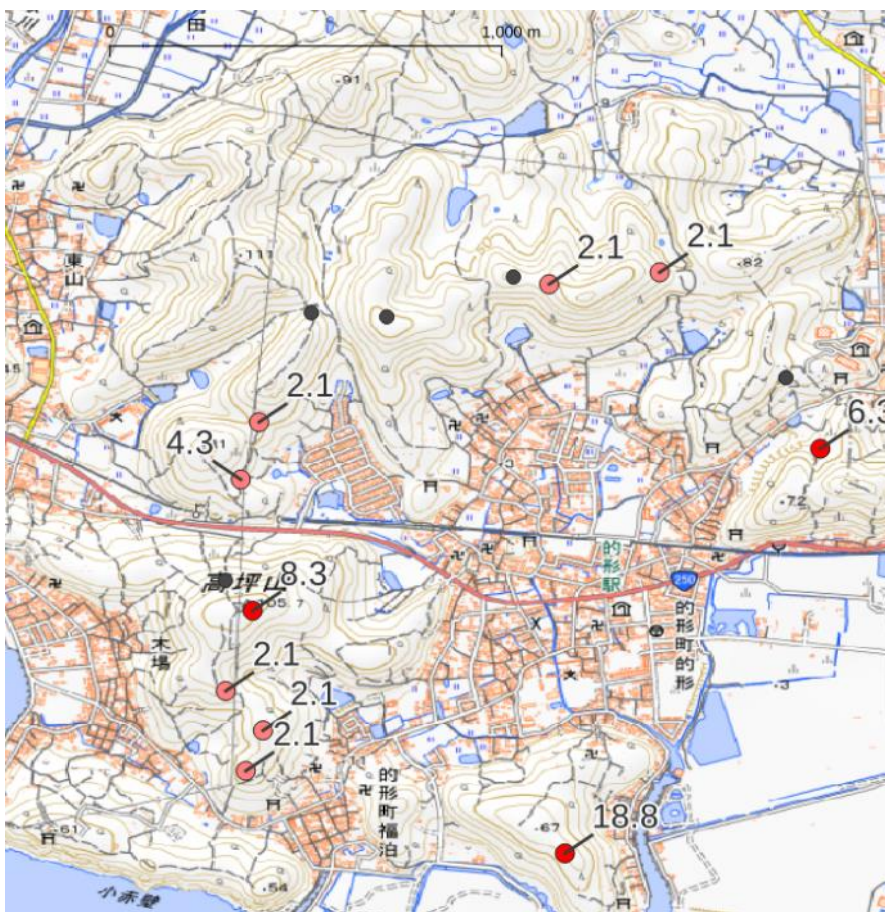 田
0
1,000 m
・91
東山
・111
2.1
2.1
・82
2.1
4.3
6.3
・72
的形駅
250
高坪山
8.3
木場
2.1
2.1
2.1
的形町的形
・3
・11
的形町福泊
18.8
・67
・61
・54
小赤壁